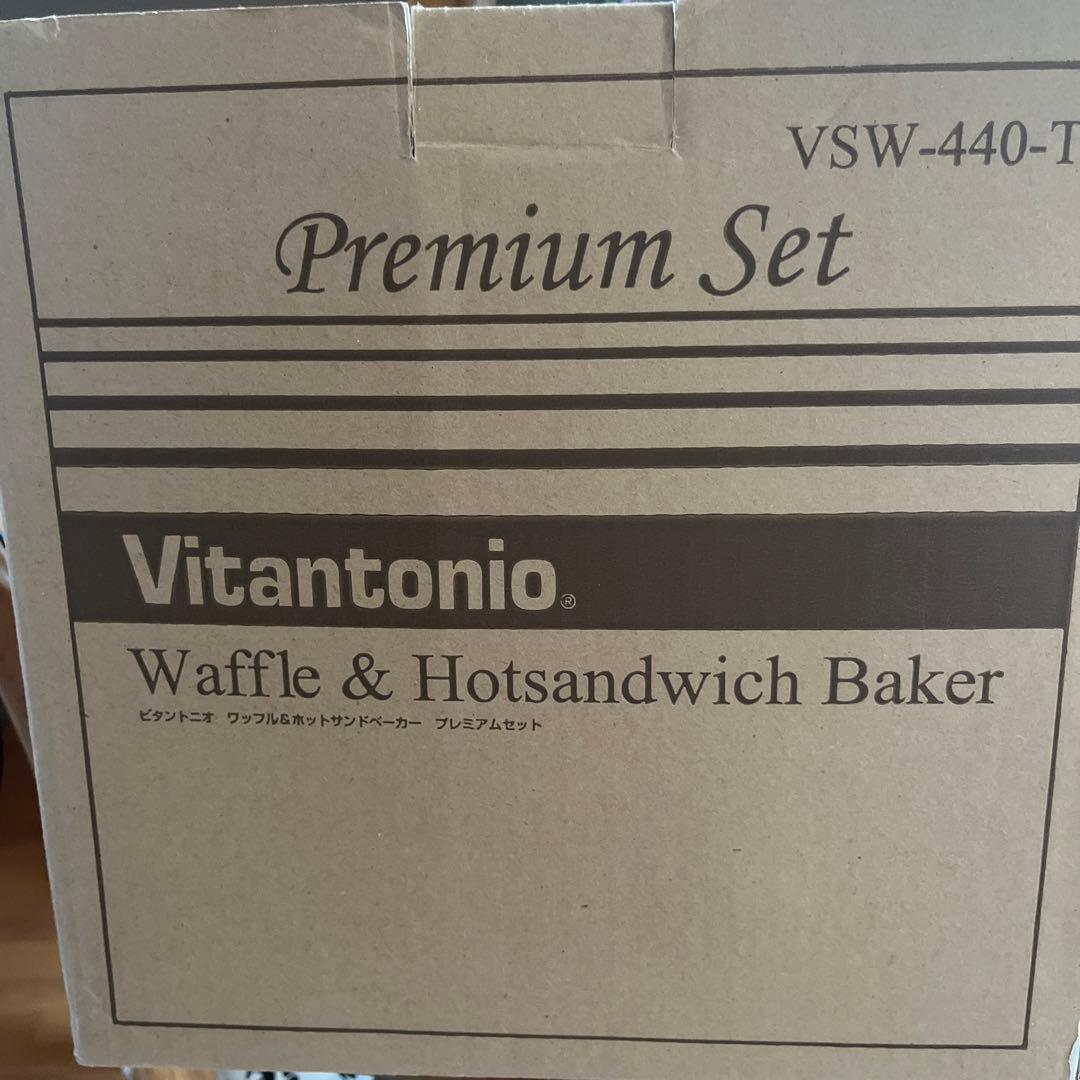 VSW-440-T
Premium Set
Vitantonio®
Waffle & Hotsandwich Baker
ビタントニオ ワッフル&ホットサンドベーカー プレミアムセット